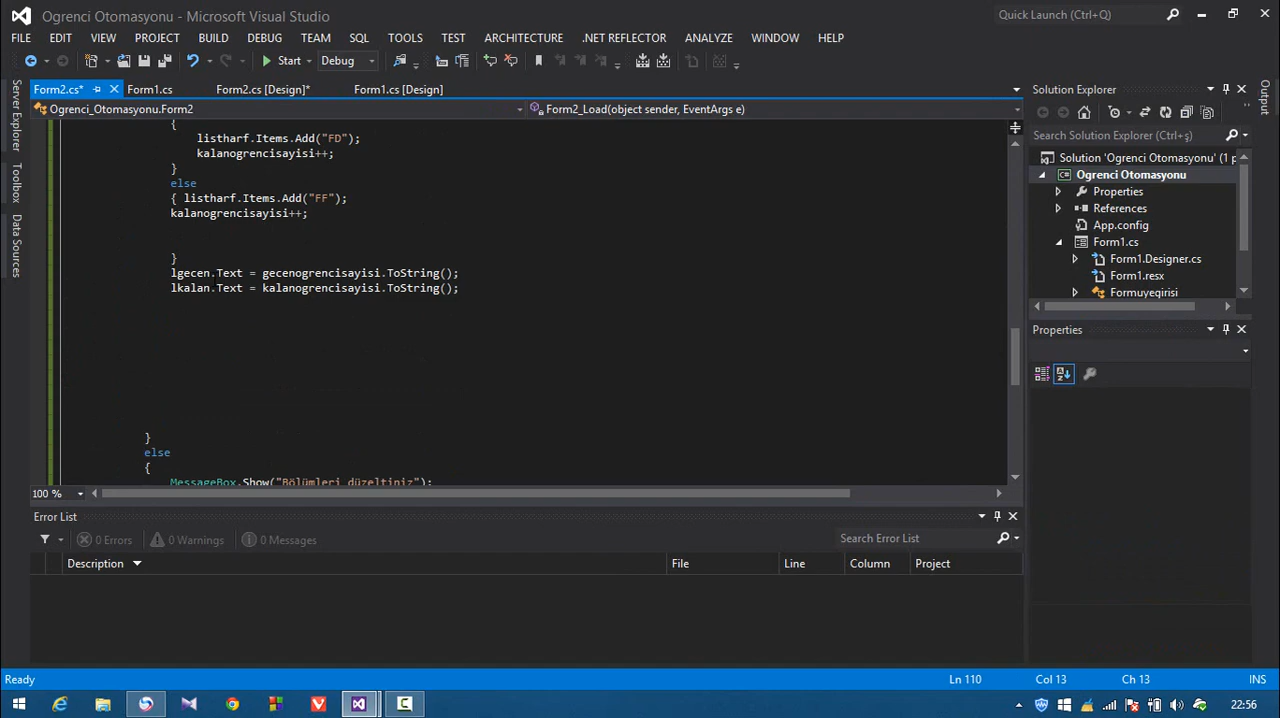 Ogrenci Otomasyonu - Microsoft Visual Studio
Quick Launch (Ctrl+Q)
FILE EDIT VIEW PROJECT BUILD DEBUG TEAM SQL TOOLS TEST ARCHITECTURE .NET REFLECTOR ANALYZE WINDOW HELP
Start Debug
Form2.cs* Form1.cs Form2.cs [Design]* Form1.cs [Design]
Ogrenci_Otomasyonu.Form2 Form2_Load(object sender, EventArgs e)
{
listharf.Items.Add("FD");
kalanogrencisayisi++;
}
else
{ listharf.Items.Add("FF");
kalanogrencisayisi++;
}
lgecen.Text = gecenogrencisayisi.ToString();
lkalan.Text = kalanogrencisayisi.ToString();
}
else
{
MessageBox.Show("Bölümleri düzeltiniz");
100 %
Server Explorer
Toolbox
Data Sources
Solution Explorer
Search Solution Explorer (Ctrl+ş)
Solution 'Ogrenci Otomasyonu' (1 p
Ogrenci Otomasyonu
Properties
References
App.config
Form1.cs
Form1.Designer.cs
Form1.resx
Formuyegirisi
Properties
Output
Error List
0 Errors 0 Warnings 0 Messages
Search Error List
Description File Line Column Project
Ready Ln 110 Col 13 Ch 13 INS
22:56